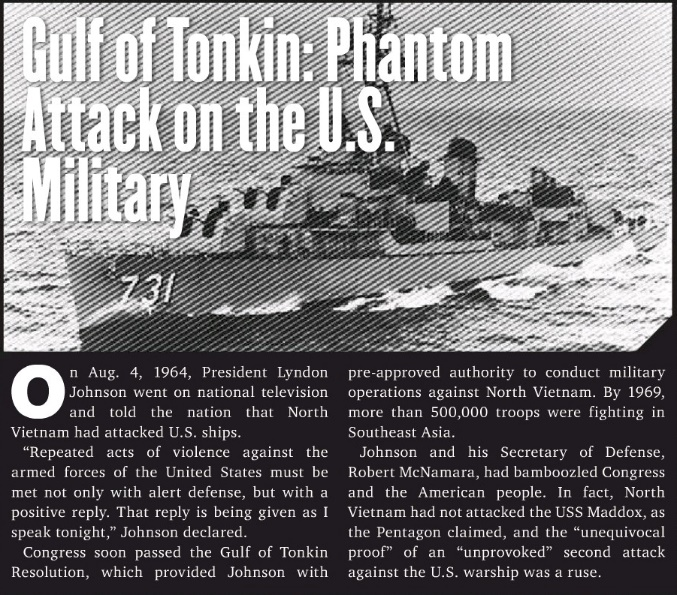 Gulf of Tonkin: Phantom
Attack on the U.S.
Military
731
On Aug. 4, 1964, President Lyndon
Johnson went on national television
and told the nation that North
Vietnam had attacked U.S. ships.
“Repeated acts of violence against the
armed forces of the United States must be
met not only with alert defense, but with a
positive reply. That reply is being given as I
speak tonight,” Johnson declared.
Congress soon passed the Gulf of Tonkin
Resolution, which provided Johnson with
pre-approved authority to conduct military
operations against North Vietnam. By 1969,
more than 500,000 troops were fighting in
Southeast Asia.
Johnson and his Secretary of Defense,
Robert McNamara, had bamboozled Congress
and the American people. In fact, North
Vietnam had not attacked the USS Maddox, as
the Pentagon claimed, and the “unequivocal
proof” of an “unprovoked” second attack
against the U.S. warship was a ruse.